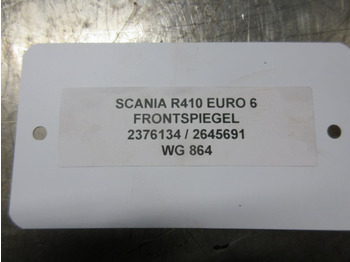 SCANIA R410 EURO 6
FRONTSPIEGEL
2376134 / 2645691
WG 864